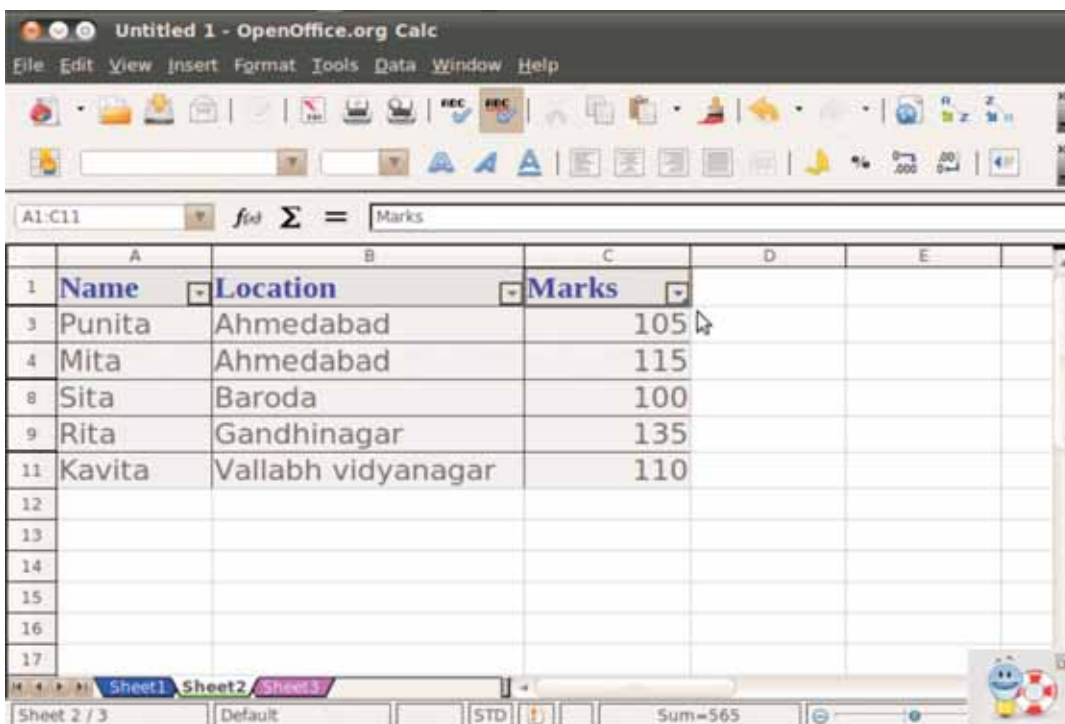 Untitled 1 - OpenOffice.org Calc
File Edit View Insert Format Tools Data Window Help
A1:C11 f(x) Σ = Marks
A B C D E
1 Name Location Marks
3 Punita Ahmedabad 105
4 Mita Ahmedabad 115
8 Sita Baroda 100
9 Rita Gandhinagar 135
11 Kavita Vallabh vidyanagar 110
12
13
14
15
16
17
Sheet1 Sheet2 Sheet3
Sheet 2 / 3 Default STD Sum=565